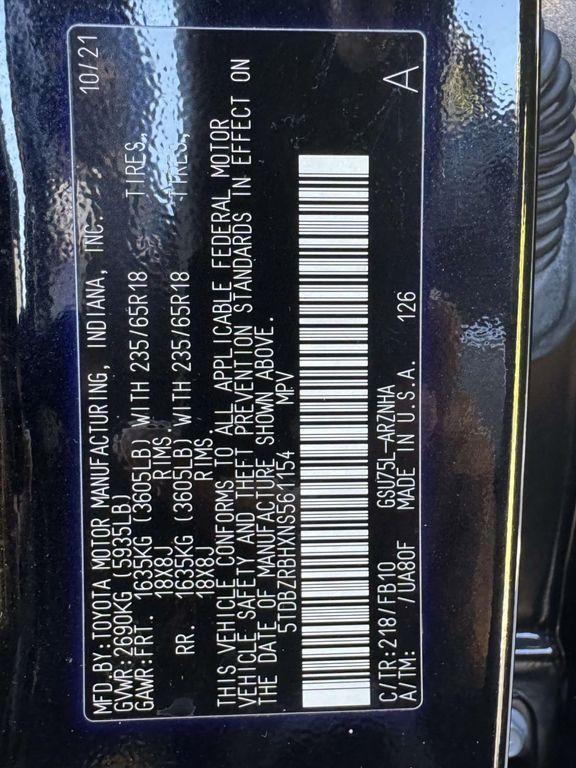 MFD. BY:TOYOTA MOTOR MANUFACTURING, INDIANA, INC. 10/21
GVWR:2690KG (5935LB)
GAWR:FRT. 1635KG (3605LB) WITH 235/65R18 TIRES,
18X8J RIMS
RR. 1635KG (3605LB) WITH 235/65R18 TIRES,
18X8J RIMS
THIS VEHICLE CONFORMS TO ALL APPLICABLE FEDERAL MOTOR
VEHICLE SAFETY AND THEFT PREVENTION STANDARDS IN EFFECT ON
THE DATE OF MANUFACTURE SHOWN ABOVE.
5TDBZRBHXNS561154 MPV
C/TR:218/FB10 GSU75L-ARZNHA
A/TM: /UA80F MADE IN U.S.A. 126 A